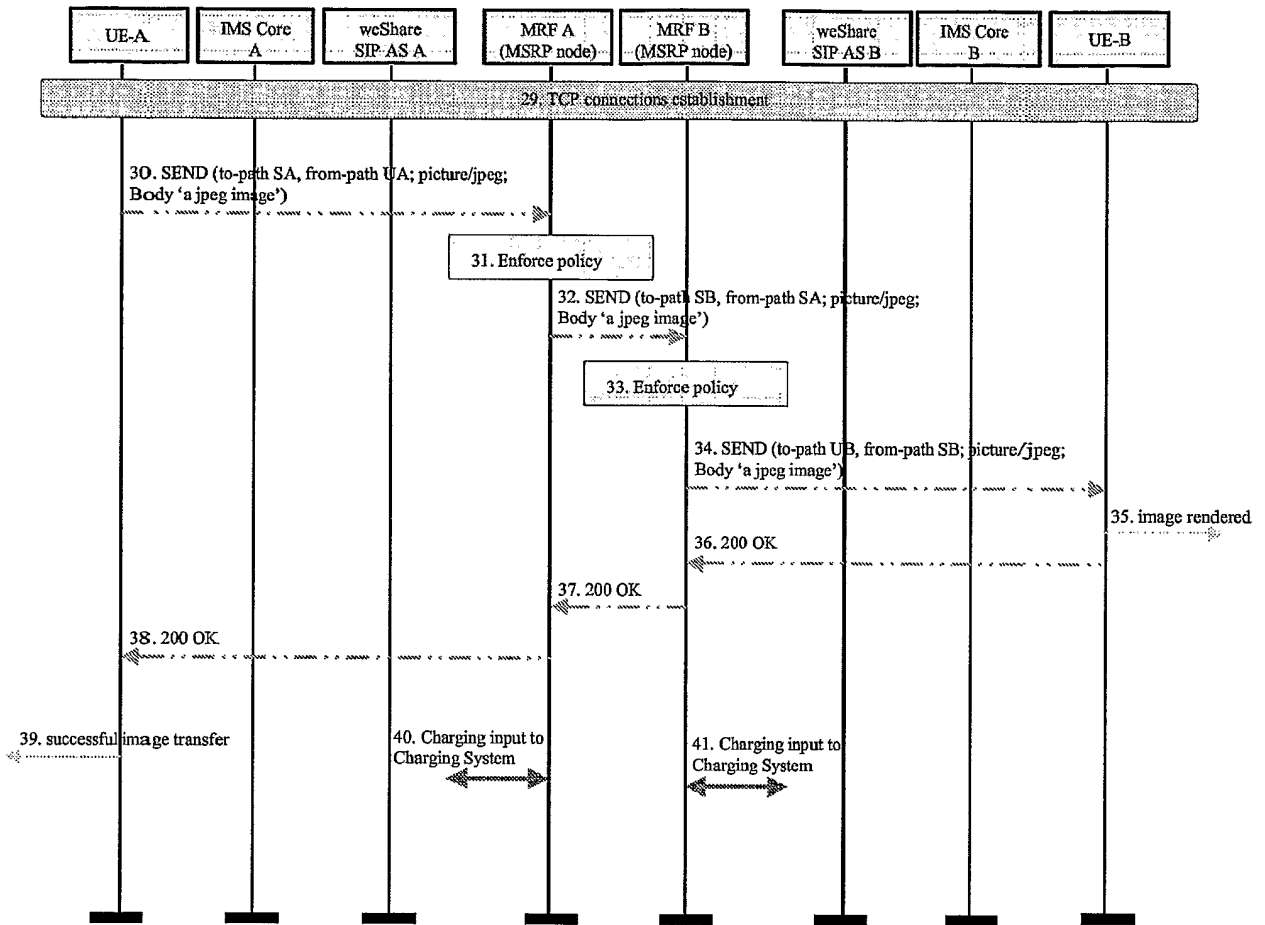 UE-A
IMS Core
A
weShare
SIP AS A
MRF A
(MSRP node)
MRF B
(MSRP node)
weShare
SIP AS B
IMS Core
B
UE-B
29. TCP connections establishment
30. SEND (to-path SA, from-path UA; picture/jpeg;
Body ‘a jpeg image’)
31. Enforce policy
32. SEND (to-path SB, from-path SA; picture/jpeg;
Body ‘a jpeg image’)
33. Enforce policy
34. SEND (to-path UB, from-path SB; picture/jpeg;
Body ‘a jpeg image’)
35. image rendered
36. 200 OK
37. 200 OK
38. 200 OK
39. successful image transfer
40. Charging input to
Charging System
41. Charging input to
Charging System